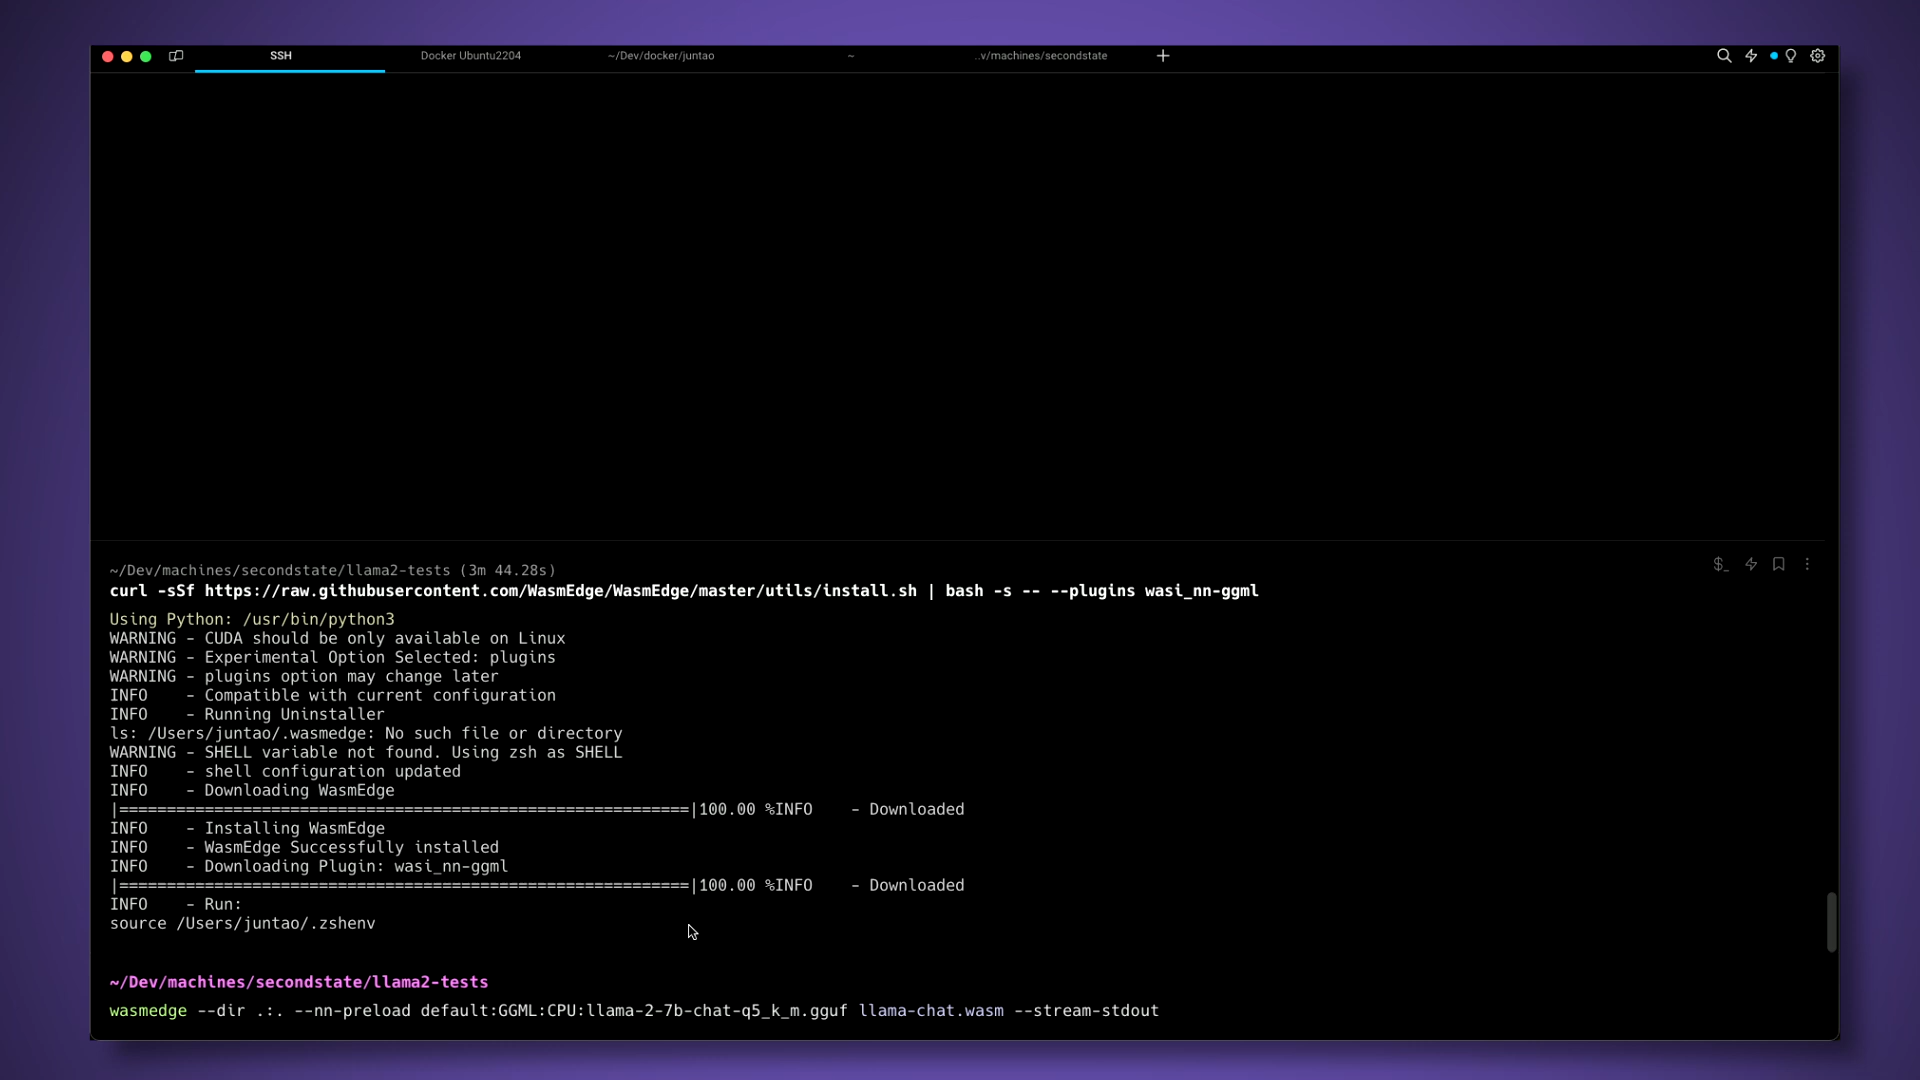 SSH Docker Ubuntu2204 ~/Dev/docker/juntao ~ ..v/machines/secondstate +
~/Dev/machines/secondstate/llama2-tests (3m 44.28s)
$_
curl -sSf https://raw.githubusercontent.com/WasmEdge/WasmEdge/master/utils/install.sh | bash -s -- --plugins wasi_nn-ggml
Using Python: /usr/bin/python3
WARNING - CUDA should be only available on Linux
WARNING - Experimental Option Selected: plugins
WARNING - plugins option may change later
INFO    - Compatible with current configuration
INFO    - Running Uninstaller
ls: /Users/juntao/.wasmedge: No such file or directory
WARNING - SHELL variable not found. Using zsh as SHELL
INFO    - shell configuration updated
INFO    - Downloading WasmEdge
|============================================================|100.00 %INFO    - Downloaded
INFO    - Installing WasmEdge
INFO    - WasmEdge Successfully installed
INFO    - Downloading Plugin: wasi_nn-ggml
|============================================================|100.00 %INFO    - Downloaded
INFO    - Run:
source /Users/juntao/.zshenv
~/Dev/machines/secondstate/llama2-tests
wasmedge --dir .:. --nn-preload default:GGML:CPU:llama-2-7b-chat-q5_k_m.gguf llama-chat.wasm --stream-stdout